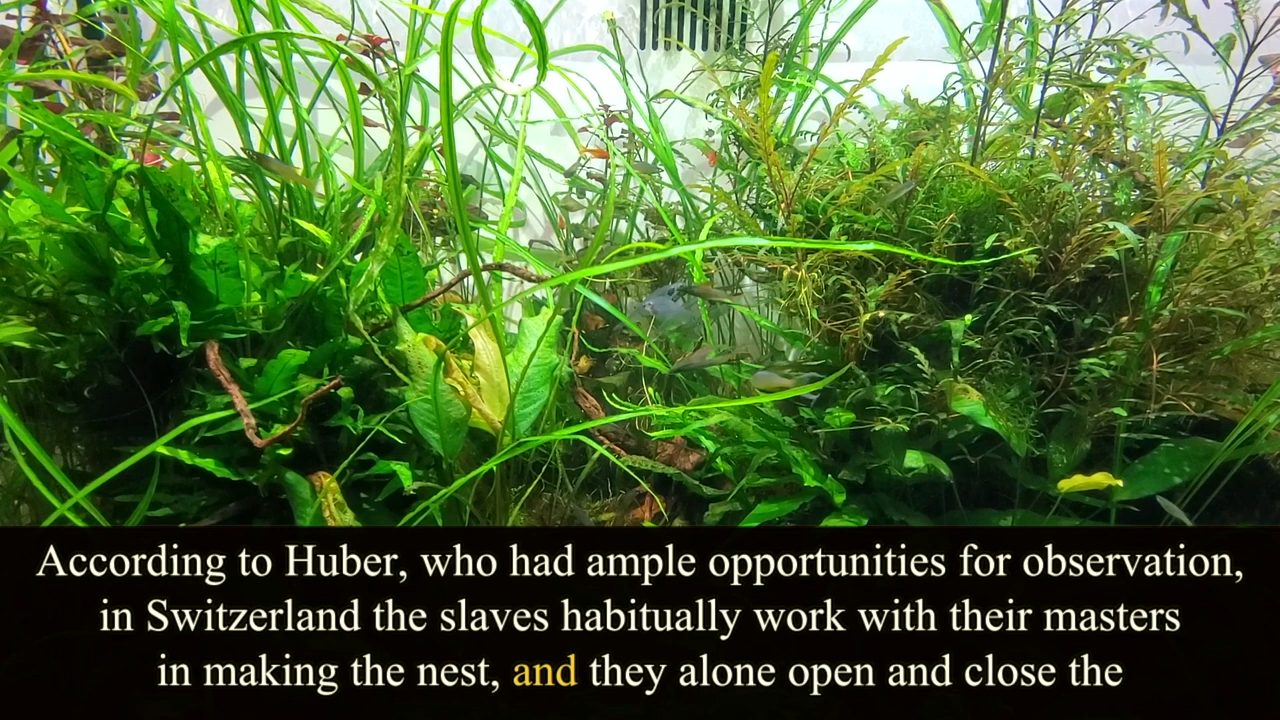 According to Huber, who had ample opportunities for observation,
in Switzerland the slaves habitually work with their masters
in making the nest, and they alone open and close the